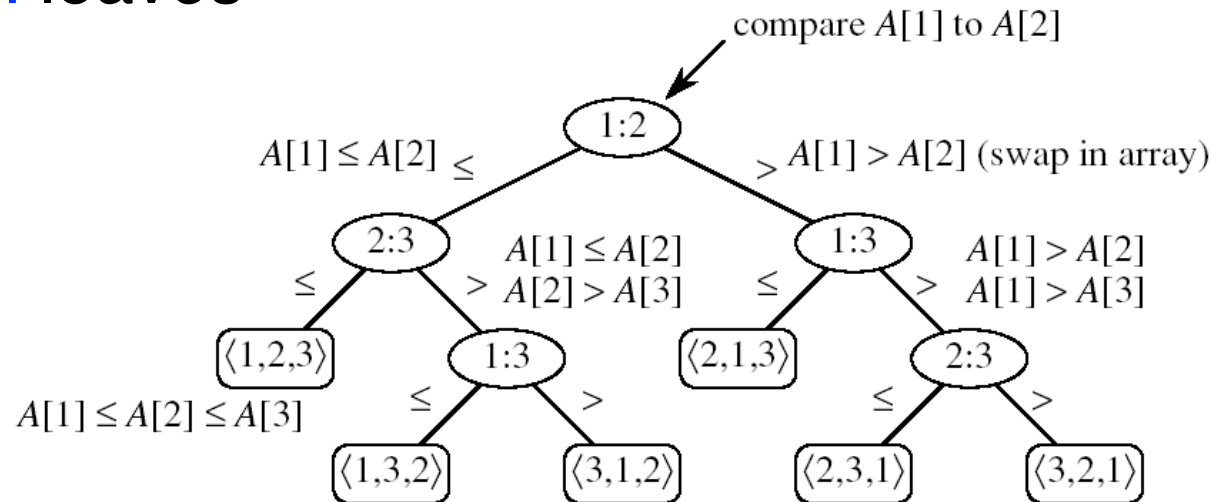 compare A[1] to A[2]
1:2
A[1] ≤ A[2] ≤ > A[1] > A[2] (swap in array)
2:3 A[1] ≤ A[2] 1:3 A[1] > A[2]
≤ > A[2] > A[3] ≤ > A[1] > A[3]
⟨1,2,3⟩ 1:3 ⟨2,1,3⟩ 2:3
A[1] ≤ A[2] ≤ A[3] ≤ > ≤ >
⟨1,3,2⟩ ⟨3,1,2⟩ ⟨2,3,1⟩ ⟨3,2,1⟩